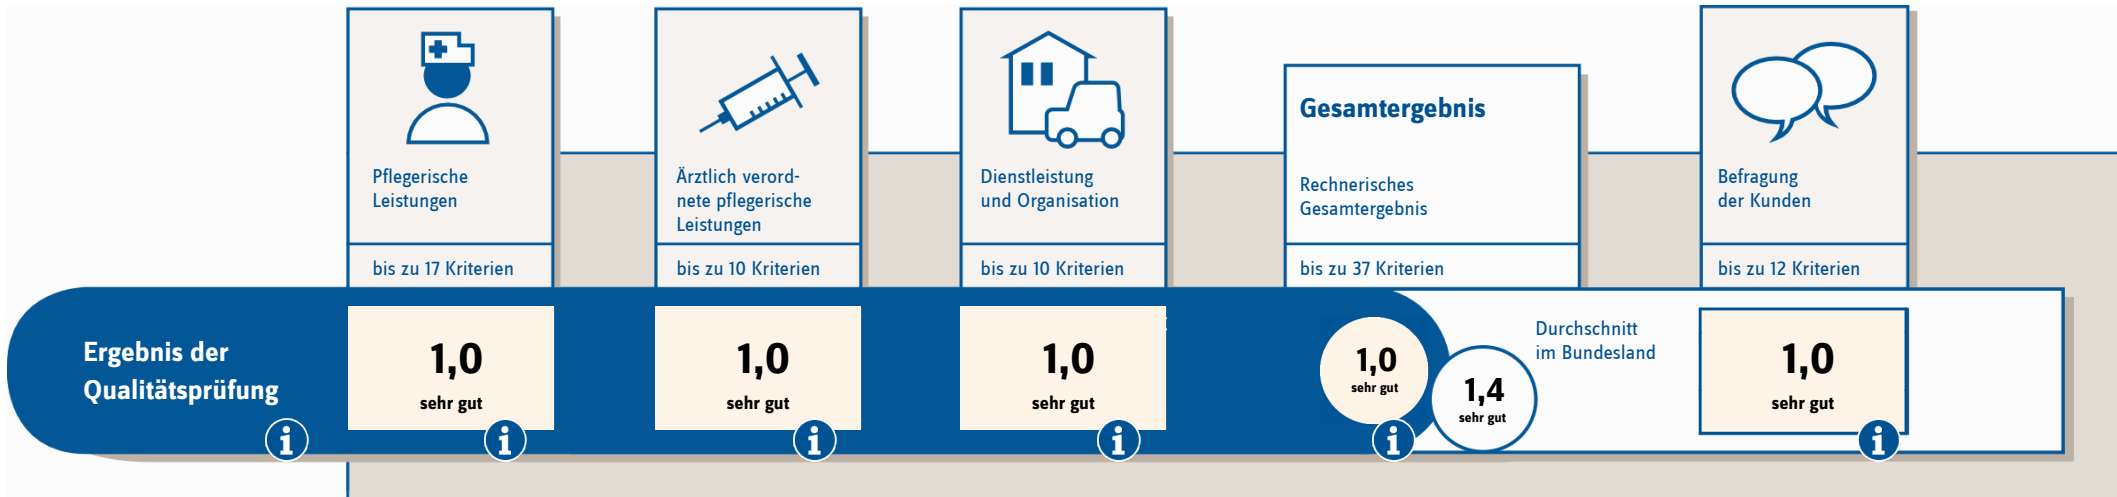 Pflegerische
Leistungen
bis zu 17 Kriterien
Ärztlich verord-
nete pflegerische
Leistungen
bis zu 10 Kriterien
Dienstleistung
und Organisation
bis zu 10 Kriterien
Gesamtergebnis
Rechnerisches
Gesamtergebnis
bis zu 37 Kriterien
Befragung
der Kunden
bis zu 12 Kriterien
Ergebnis der
Qualitätsprüfung
i
1,0
sehr gut
i
1,0
sehr gut
i
1,0
sehr gut
i
1,0
sehr gut
i
1,4
sehr gut
Durchschnitt
im Bundesland
1,0
sehr gut
i